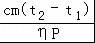 cm(t₂ - t₁)
ηP